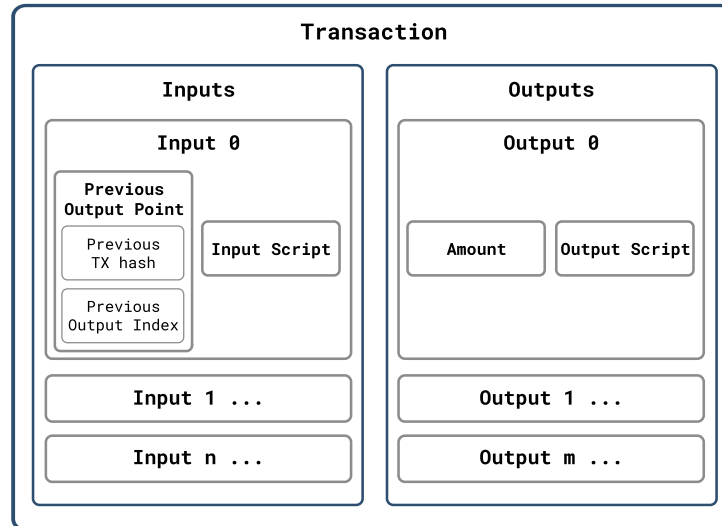 Transaction
Inputs
Input 0
Previous
Output Point
Previous
TX hash
Previous
Output Index
Input Script
Input 1 ...
Input n ...
Outputs
Output 0
Amount
Output Script
Output 1 ...
Output m ...